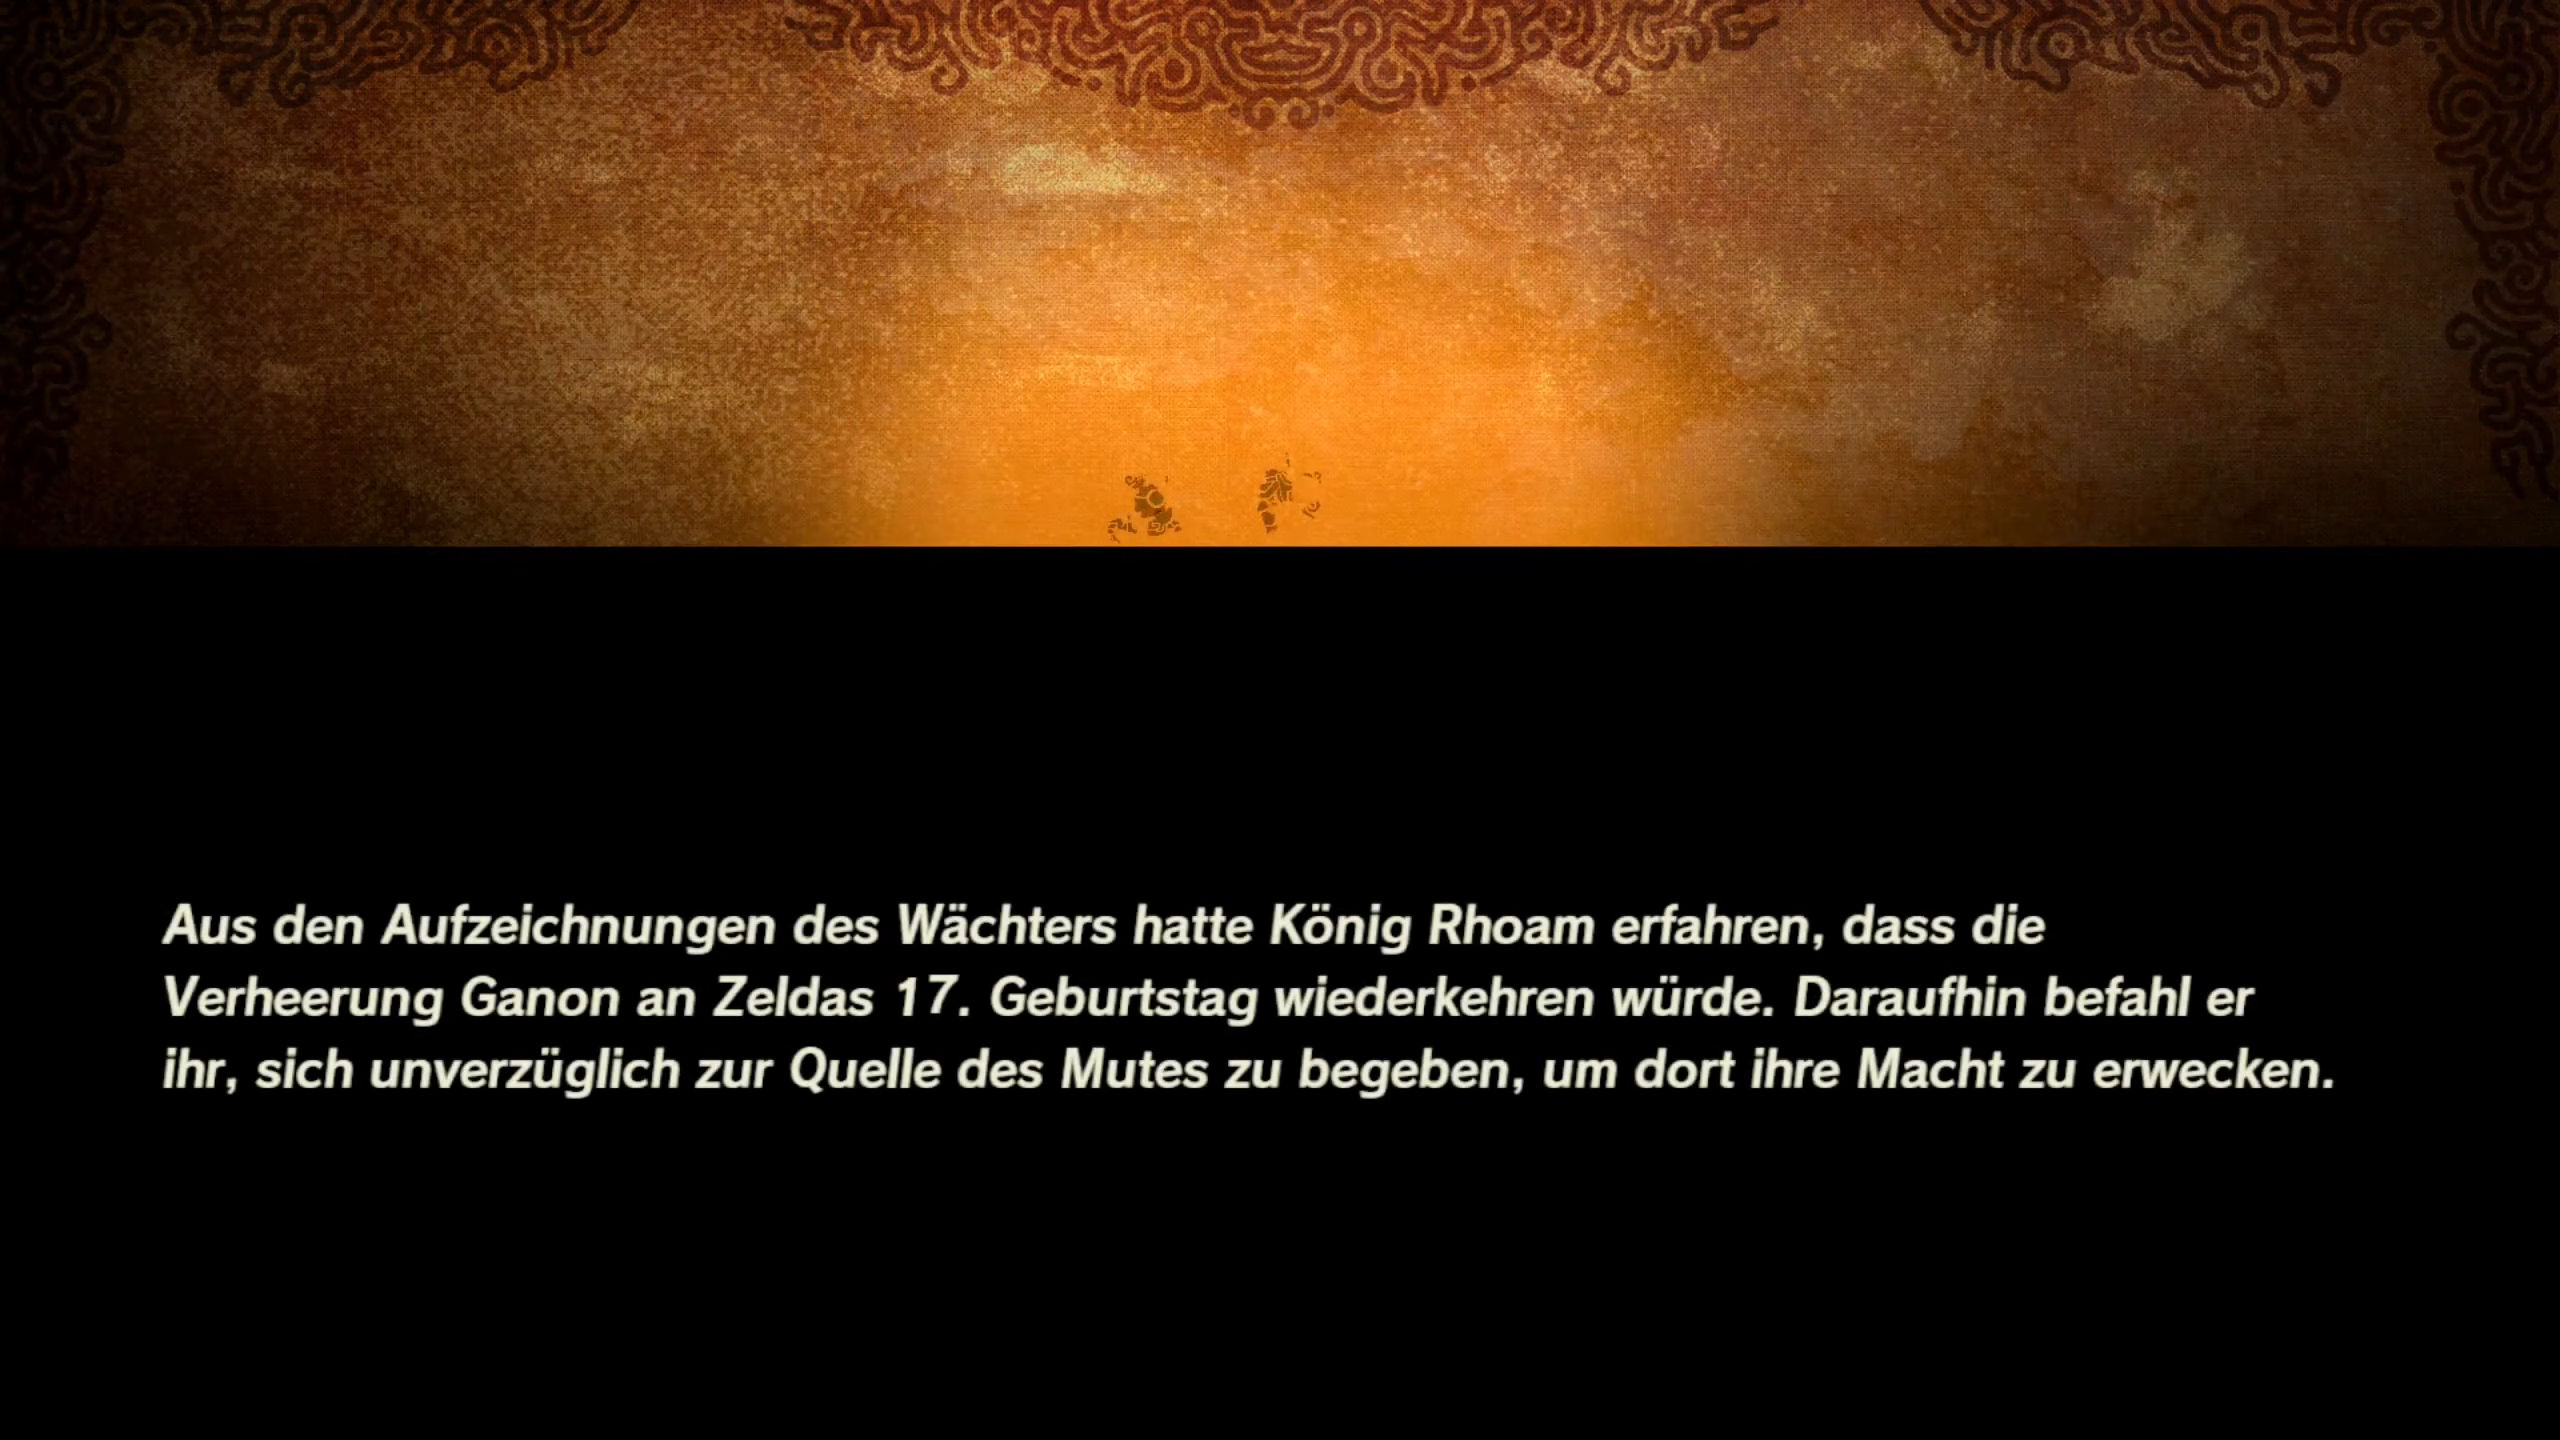 Aus den Aufzeichnungen des Wächters hatte König Rhoam erfahren, dass die
Verheerung Ganon an Zeldas 17. Geburtstag wiederkehren würde. Daraufhin befahl er
ihr, sich unverzüglich zur Quelle des Mutes zu begeben, um dort ihre Macht zu erwecken.